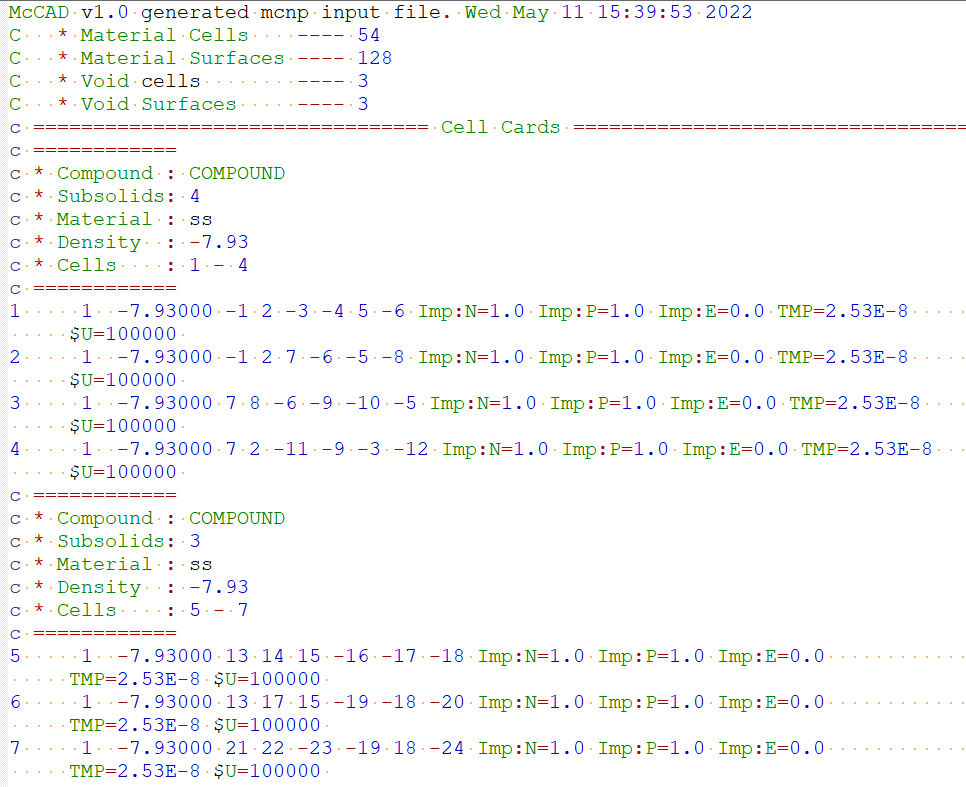 McCAD v1.0 generated mcnp input file. Wed May 11 15:39:53 2022
C   * Material Cells    ---- 54
C   * Material Surfaces ---- 128
C   * Void cells        ---- 3
C   * Void Surfaces     ---- 3
c ================================= Cell Cards =================================
c ============
c * Compound : COMPOUND
c * Subsolids: 4
c * Material : ss
c * Density  : -7.93
c * Cells    : 1 - 4
c ============
1     1  -7.93000 -1 2 -3 -4 5 -6 Imp:N=1.0 Imp:P=1.0 Imp:E=0.0 TMP=2.53E-8
     $U=100000
2     1  -7.93000 -1 2 7 -6 -5 -8 Imp:N=1.0 Imp:P=1.0 Imp:E=0.0 TMP=2.53E-8
     $U=100000
3     1  -7.93000 7 8 -6 -9 -10 -5 Imp:N=1.0 Imp:P=1.0 Imp:E=0.0 TMP=2.53E-8
     $U=100000
4     1  -7.93000 7 2 -11 -9 -3 -12 Imp:N=1.0 Imp:P=1.0 Imp:E=0.0 TMP=2.53E-8
     $U=100000
c ============
c * Compound : COMPOUND
c * Subsolids: 3
c * Material : ss
c * Density  : -7.93
c * Cells    : 5 - 7
c ============
5     1  -7.93000 13 14 15 -16 -17 -18 Imp:N=1.0 Imp:P=1.0 Imp:E=0.0
     TMP=2.53E-8 $U=100000
6     1  -7.93000 13 17 15 -19 -18 -20 Imp:N=1.0 Imp:P=1.0 Imp:E=0.0
     TMP=2.53E-8 $U=100000
7     1  -7.93000 21 22 -23 -19 18 -24 Imp:N=1.0 Imp:P=1.0 Imp:E=0.0
     TMP=2.53E-8 $U=100000